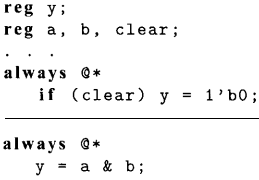 reg y;
reg a, b, clear;
. . .
always @*
if (clear) y = 1'b0;
always @*
y = a & b;